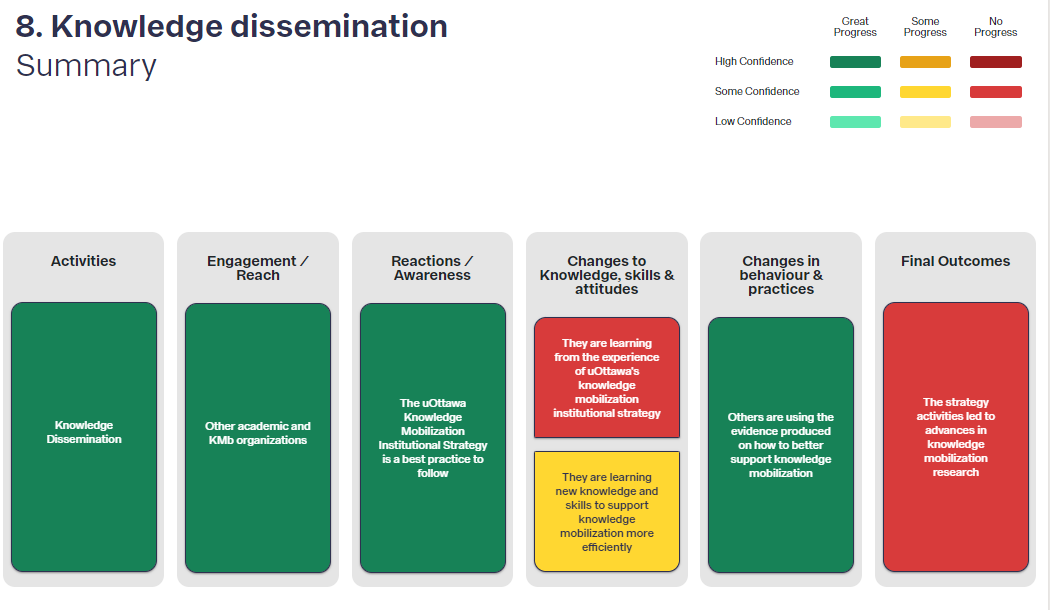 8. Knowledge dissemination
Summary
Great
Progress
Some
Progress
No
Progress
High Confidence
Some Confidence
Low Confidence
Activities
Knowledge
Dissemination
Engagement /
Reach
Other academic and
KMb organizations
Reactions /
Awareness
The uOttawa
Knowledge
Mobilization
Institutional Strategy
is a best practice to
follow
Changes to
Knowledge, skills &
attitudes
They are learning
from the experience
of uOttawa's
knowledge
mobilization
institutional strategy
They are learning
new knowledge and
skills to support
knowledge
mobilization more
efficiently
Changes in
behaviour &
practices
Others are using the
evidence produced
on how to better
support knowledge
mobilization
Final Outcomes
The strategy
activities led to
advances in
knowledge
mobilization
research